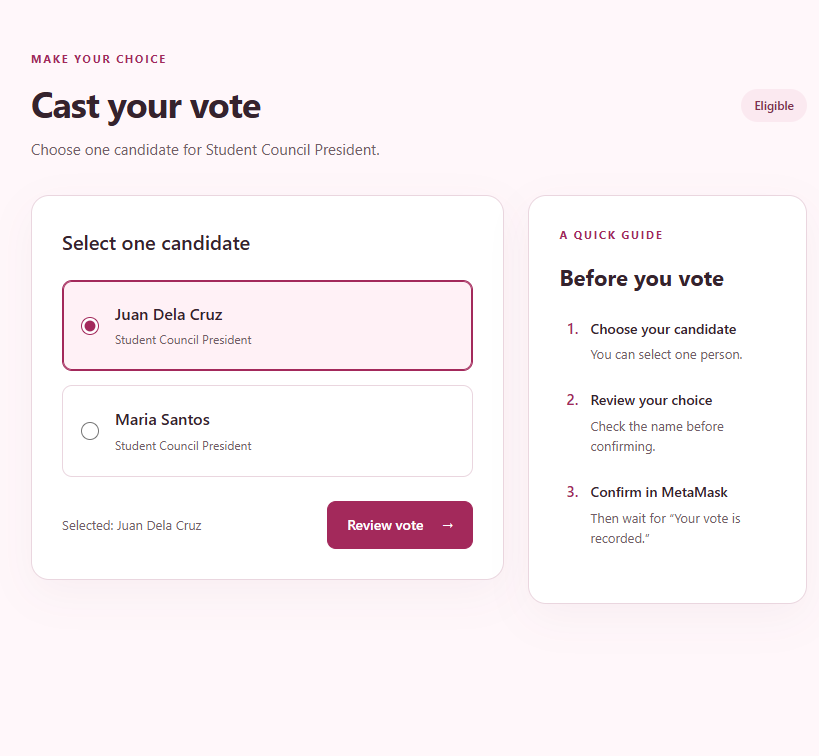 MAKE YOUR CHOICE
Cast your vote
Eligible
Choose one candidate for Student Council President.
Select one candidate
Juan Dela Cruz
Student Council President
Maria Santos
Student Council President
Selected: Juan Dela Cruz
Review vote →
A QUICK GUIDE
Before you vote
1. Choose your candidate
You can select one person.
2. Review your choice
Check the name before
confirming.
3. Confirm in MetaMask
Then wait for “Your vote is
recorded.”